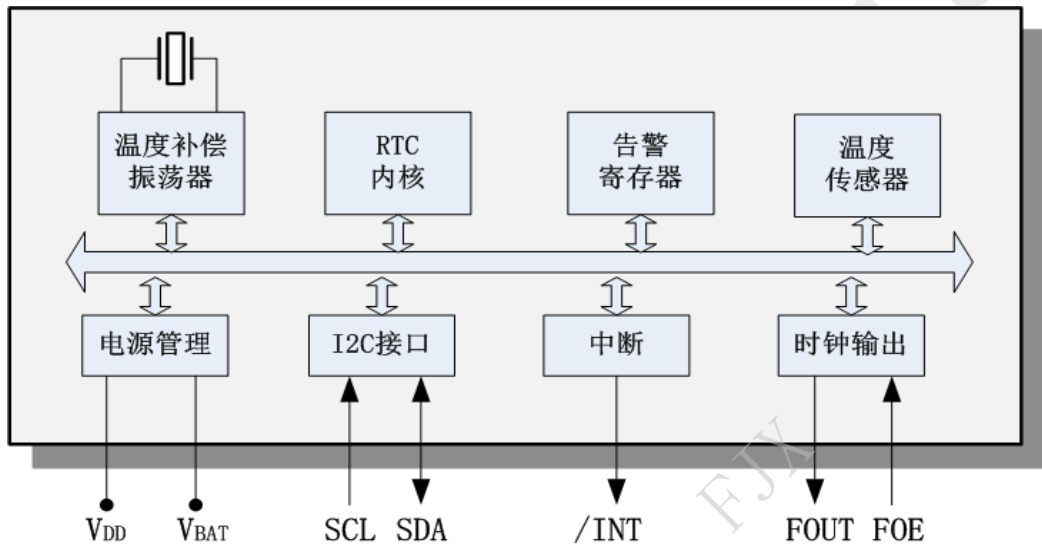 温度补偿
振荡器
RTC
内核
告警
寄存器
温度
传感器
电源管理
I2C接口
中断
时钟输出
VDD
VBAT
SCL
SDA
/INT
FOUT
FOE
FJX